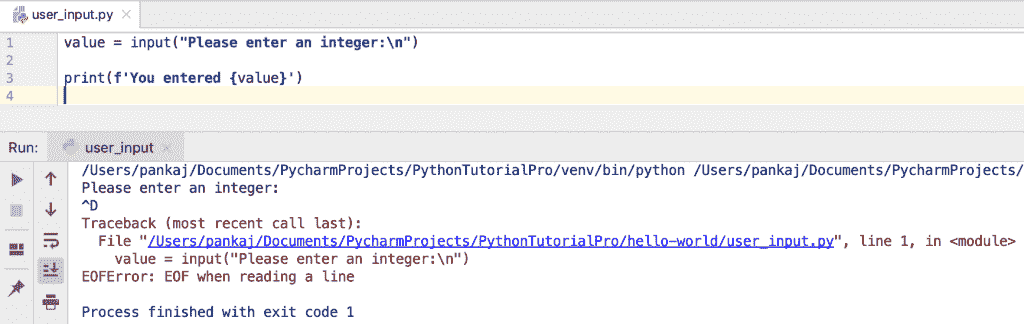 user_input.py ×
1 value = input("Please enter an integer:\n")
2
3 print(f'You entered {value}')
4
Run: user_input ×
/Users/pankaj/Documents/PycharmProjects/PythonTutorialPro/venv/bin/python /Users/pankaj/Documents/PycharmProjects/
Please enter an integer:
^D
Traceback (most recent call last):
File "/Users/pankaj/Documents/PycharmProjects/PythonTutorialPro/hello-world/user_input.py", line 1, in <module>
value = input("Please enter an integer:\n")
EOFError: EOF when reading a line
Process finished with exit code 1